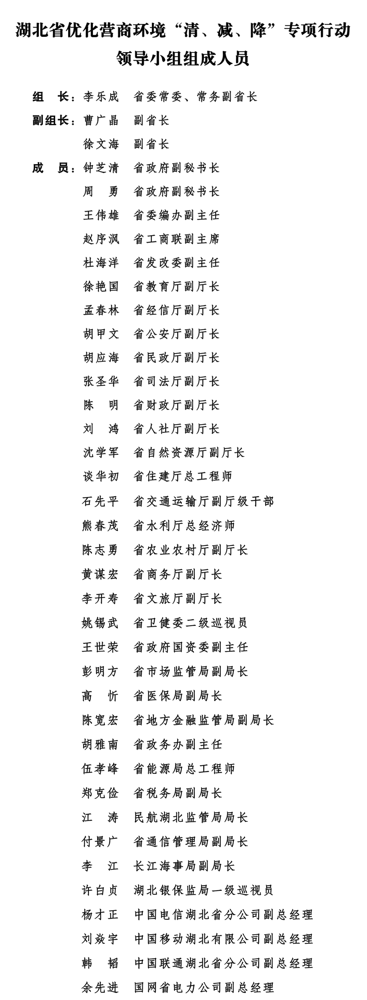 湖北省优化营商环境“清、减、降”专项行动
领导小组组成人员
组　长：李乐成　省委常委、常务副省长
副组长：曹广晶　副省长
徐文海　副省长
成　员：钟芝清　省政府副秘书长
周　勇　省政府副秘书长
王伟雄　省委编办副主任
赵序沨　省工商联副主席
杜海洋　省发改委副主任
徐艳国　省教育厅副厅长
孟春林　省经信厅副厅长
胡甲文　省公安厅副厅长
胡应海　省民政厅副厅长
张圣华　省司法厅副厅长
陈　明　省财政厅副厅长
刘　鸿　省人社厅副厅长
沈学军　省自然资源厅副厅长
谈华初　省住建厅总工程师
石先平　省交通运输厅副厅级干部
熊春茂　省水利厅总经济师
陈志勇　省农业农村厅副厅长
黄谋宏　省商务厅副厅长
李开寿　省文旅厅副厅长
姚锡武　省卫健委二级巡视员
王世荣　省政府国资委副主任
彭明方　省市场监管局副局长
高　忻　省医保局副局长
陈宽宏　省地方金融监管局副局长
胡雅南　省政务办副主任
伍孝峰　省能源局总工程师
郑克俭　省税务局副局长
江　涛　民航湖北监管局局长
付景广　省通信管理局副局长
李　江　长江海事局副局长
许白贞　湖北银保监局一级巡视员
杨才正　中国电信湖北省分公司副总经理
刘焱宇　中国移动湖北有限公司副总经理
韩　韬　中国联通湖北省分公司副总经理
余先进　国网省电力公司副总经理